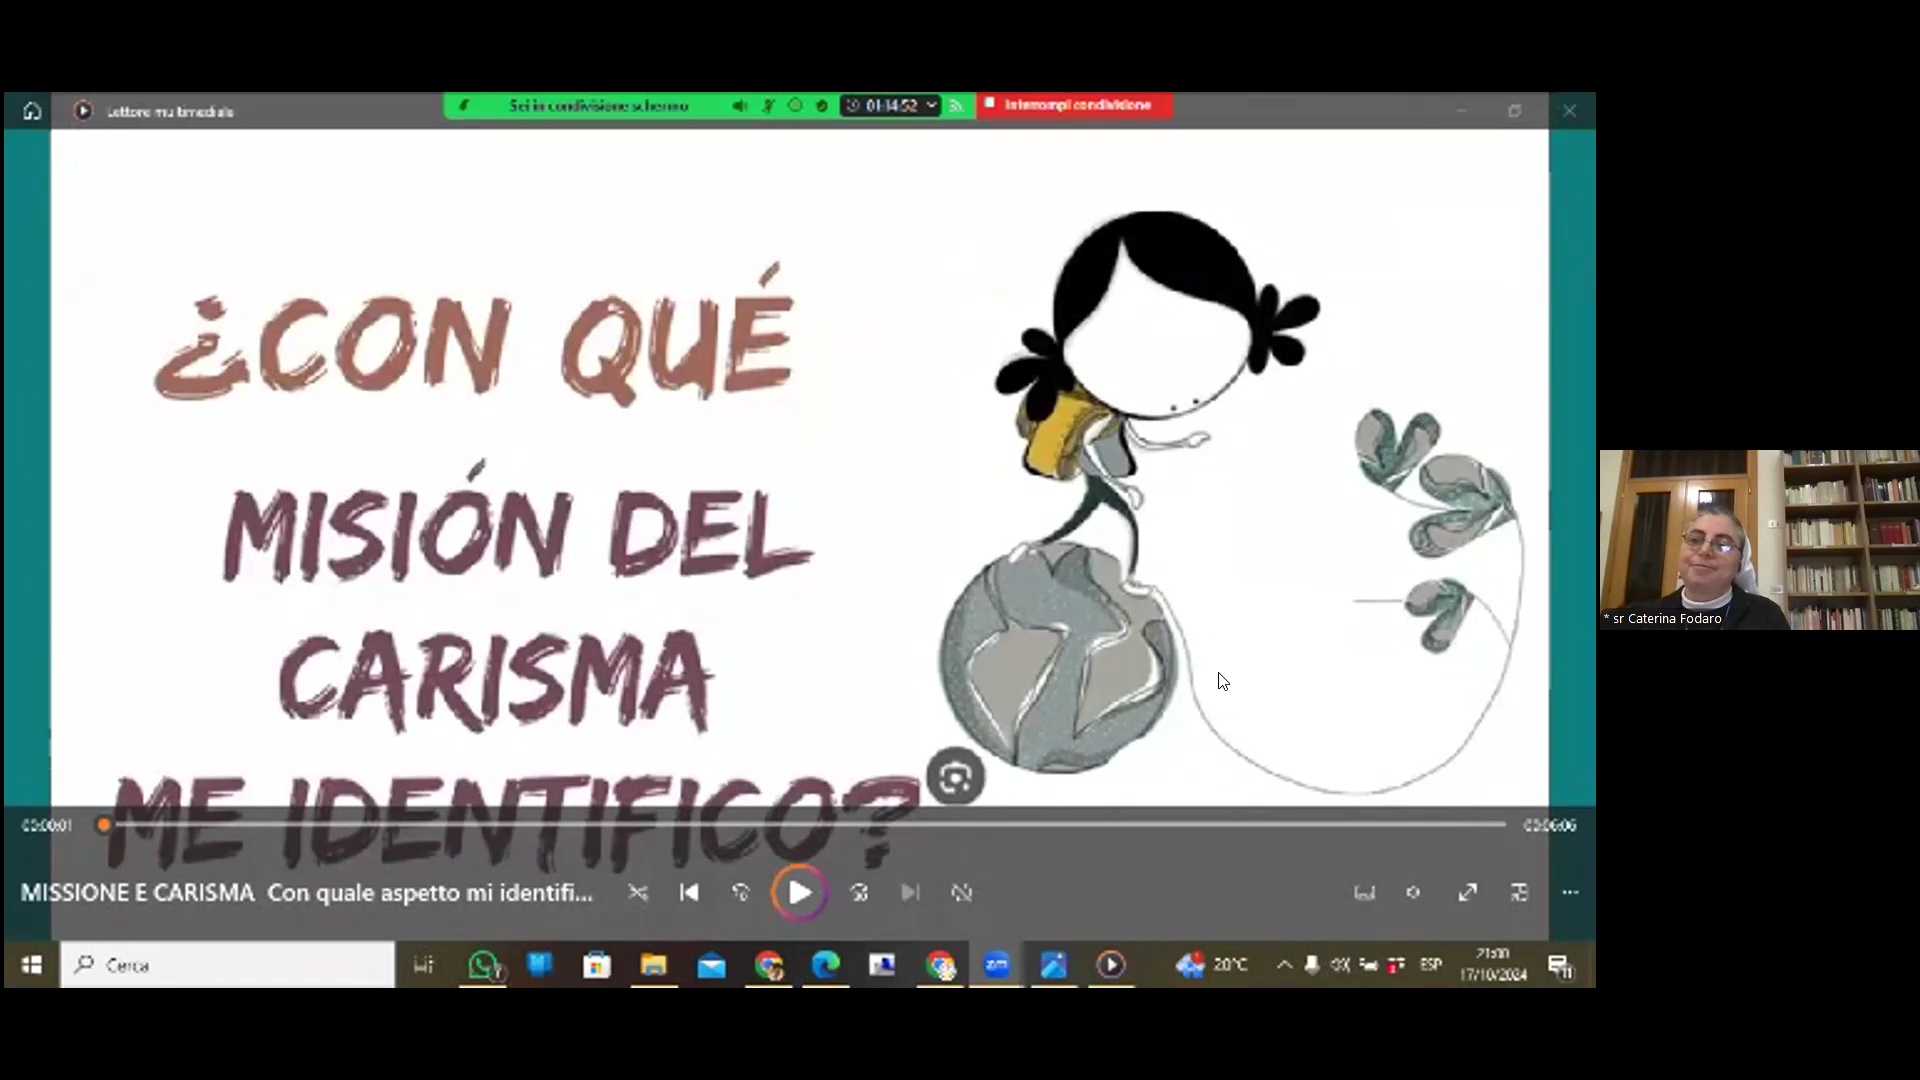 Lettore multimediale
Sei in condivisione schermo
01:14:52
Interrompi condivisione
¿CON QUÉ
MISIÓN DEL
CARISMA
ME IDENTIFICO?
* sr Caterina Fodaro
00:00:01
00:06:06
MISSIONE E CARISMA Con quale aspetto mi identifi...
Cerca
zm
20°C
ESP
21:00
17/10/2024